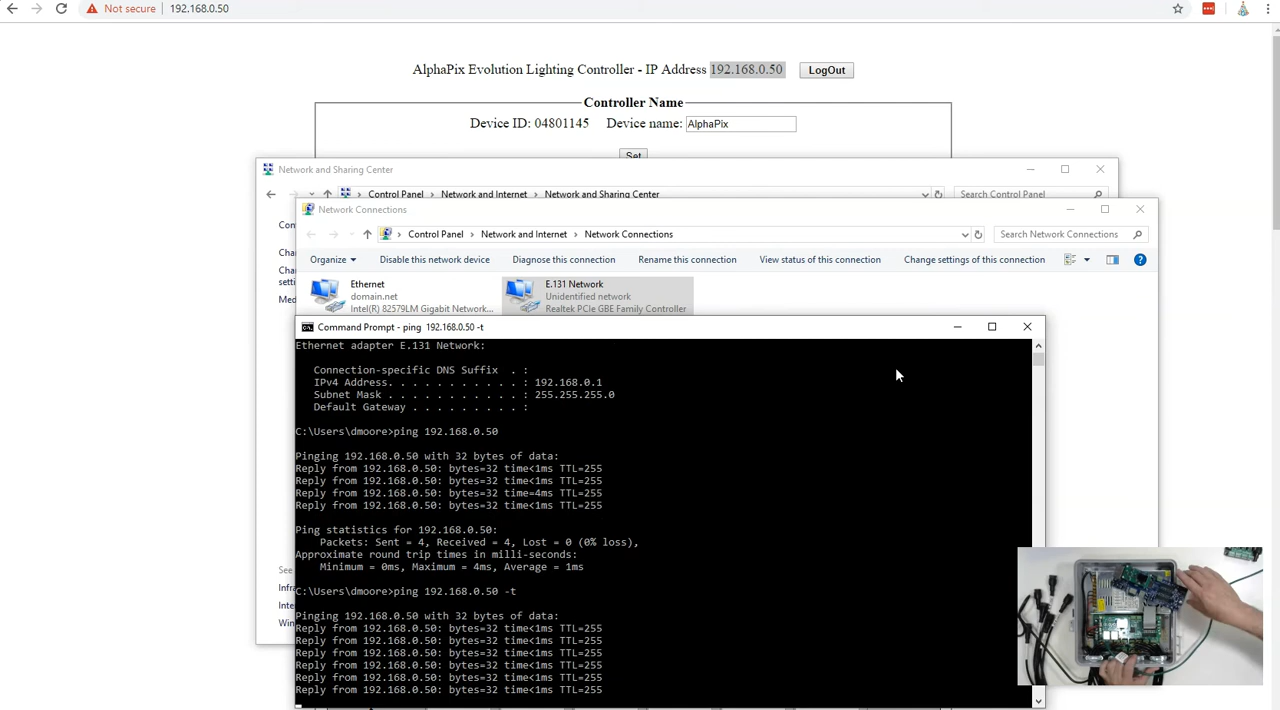 Not secure | 192.168.0.50
AlphaPix Evolution Lighting Controller - IP Address 192.168.0.50 LogOut
Controller Name
Device ID: 04801145 Device name: AlphaPix
Set
Network and Sharing Center
Control Panel > Network and Internet > Network and Sharing Center Search Control Panel
Network Connections
Control Panel > Network and Internet > Network Connections Search Network Connections
Organize Disable this network device Diagnose this connection Rename this connection View status of this connection Change settings of this connection
Ethernet
domain.net
Intel(R) 82579LM Gigabit Network...
E.131 Network
Unidentified network
Realtek PCIe GBE Family Controller
Command Prompt - ping 192.168.0.50 -t
Ethernet adapter E.131 Network:
Connection-specific DNS Suffix . :
IPv4 Address. . . . . . . . . . . : 192.168.0.1
Subnet Mask . . . . . . . . . . . : 255.255.255.0
Default Gateway . . . . . . . . . :
C:\Users\dmoore>ping 192.168.0.50
Pinging 192.168.0.50 with 32 bytes of data:
Reply from 192.168.0.50: bytes=32 time<1ms TTL=255
Reply from 192.168.0.50: bytes=32 time<1ms TTL=255
Reply from 192.168.0.50: bytes=32 time=4ms TTL=255
Reply from 192.168.0.50: bytes=32 time<1ms TTL=255
Ping statistics for 192.168.0.50:
Packets: Sent = 4, Received = 4, Lost = 0 (0% loss),
Approximate round trip times in milli-seconds:
Minimum = 0ms, Maximum = 4ms, Average = 1ms
C:\Users\dmoore>ping 192.168.0.50 -t
Pinging 192.168.0.50 with 32 bytes of data:
Reply from 192.168.0.50: bytes=32 time<1ms TTL=255
Reply from 192.168.0.50: bytes=32 time<1ms TTL=255
Reply from 192.168.0.50: bytes=32 time<1ms TTL=255
Reply from 192.168.0.50: bytes=32 time<1ms TTL=255
Reply from 192.168.0.50: bytes=32 time<1ms TTL=255
Reply from 192.168.0.50: bytes=32 time<1ms TTL=255